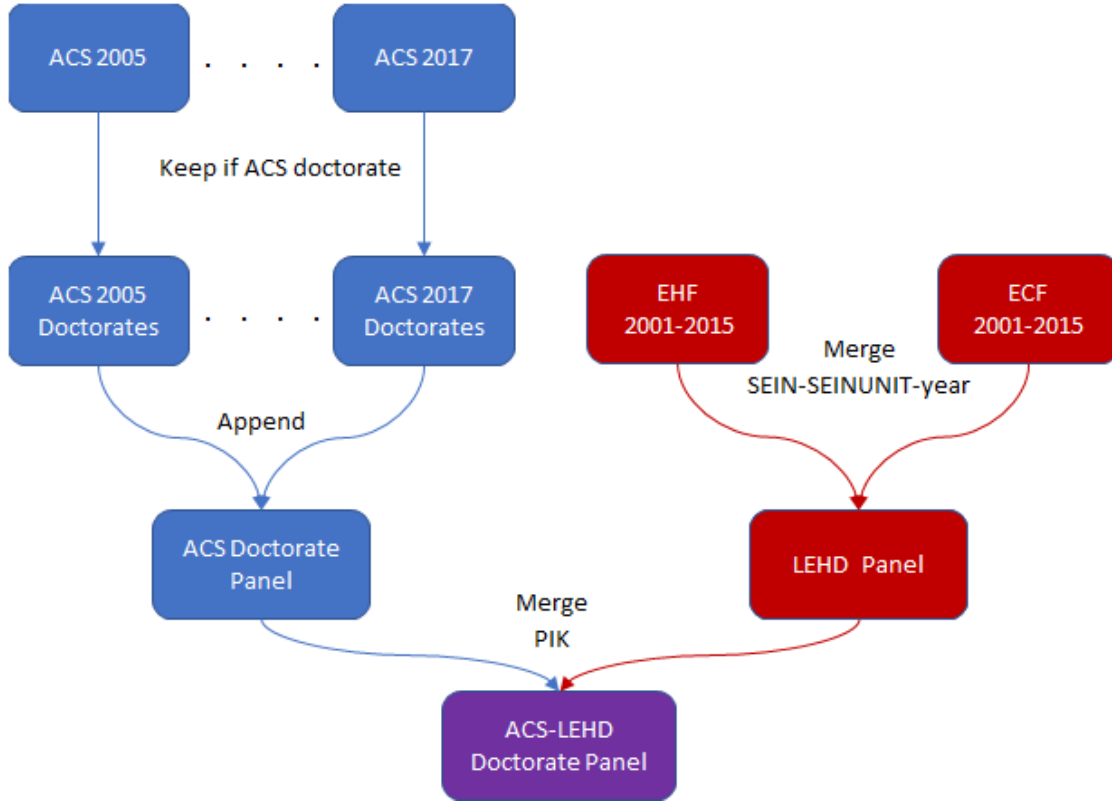 ACS 2005
. . . .
ACS 2017
Keep if ACS doctorate
ACS 2005
Doctorates
. . . .
ACS 2017
Doctorates
EHF
2001-2015
ECF
2001-2015
Merge
SEIN-SEINUNIT-year
Append
ACS Doctorate
Panel
LEHD Panel
Merge
PIK
ACS-LEHD
Doctorate Panel